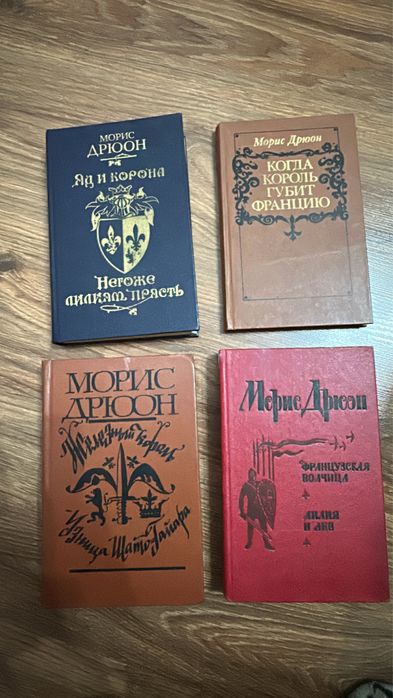 МОРИС
ДРЮОН
ЯД И КОРОНА
НЕГОЖЕ
ЛИЛИЯМ ПРЯСТЬ
Морис Дрюон
КОГДА
КОРОЛЬ
ГУБИТ
ФРАНЦИЮ
МОРИС
ДРЮОН
Железный король
Узница Шато-Гайара
Морис Дрюон
ФРАНЦУЗСКАЯ
ВОЛЧИЦА
ЛИЛИЯ
И ЛЕВ